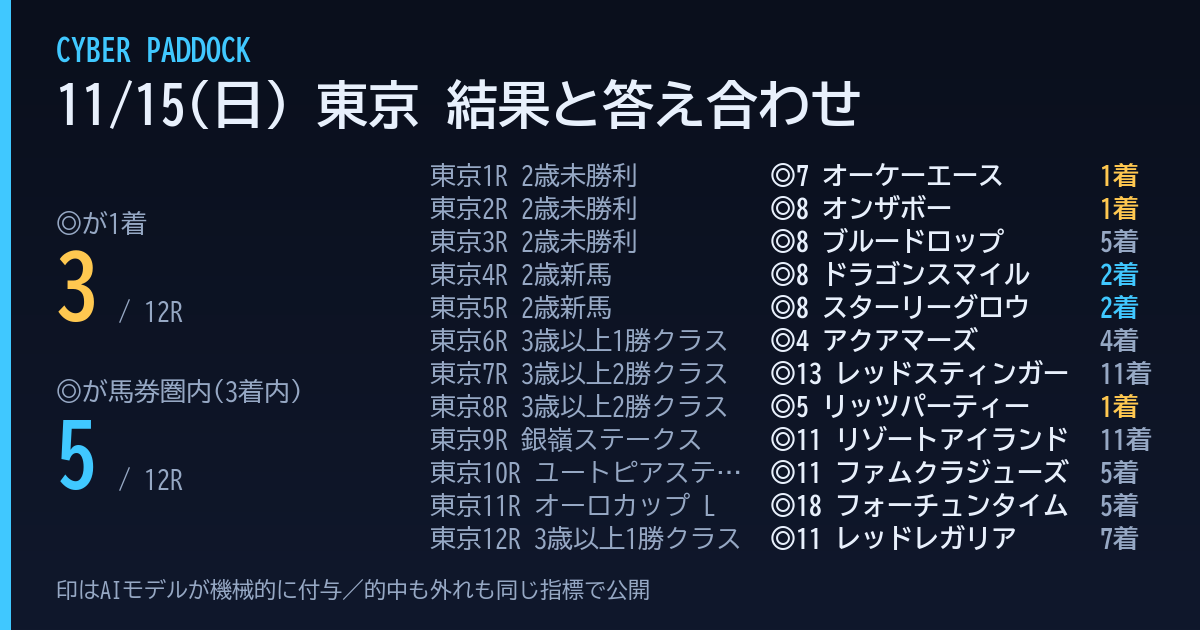 CYBER PADDOCK
11/15(日) 東京 結果と答え合わせ
◎が1着
3 / 12R
◎が馬券圏内(3着内)
5 / 12R
東京1R 2歳未勝利 ◎7 オーケーエース 1着
東京2R 2歳未勝利 ◎8 オンザボー 1着
東京3R 2歳未勝利 ◎8 ブルードロップ 5着
東京4R 2歳新馬 ◎8 ドラゴンスマイル 2着
東京5R 2歳新馬 ◎8 スターリーグロウ 2着
東京6R 3歳以上1勝クラス ◎4 アクアマーズ 4着
東京7R 3歳以上2勝クラス ◎13 レッドスティンガー 11着
東京8R 3歳以上2勝クラス ◎5 リッツパーティー 1着
東京9R 銀嶺ステークス ◎11 リゾートアイランド 11着
東京10R ユートピアステ… ◎11 ファムクラジューズ 5着
東京11R オーロカップ L ◎18 フォーチュンタイム 5着
東京12R 3歳以上1勝クラス ◎11 レッドレガリア 7着
印はAIモデルが機械的に付与／的中も外れも同じ指標で公開